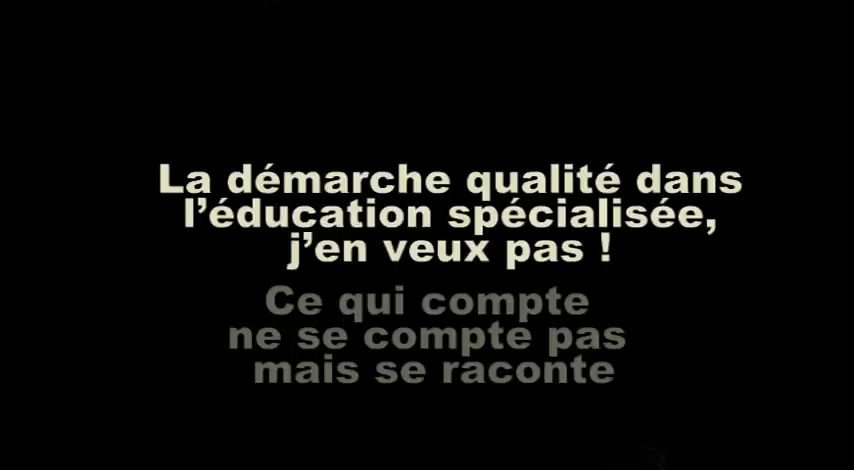 La démarche qualité dans
l’éducation spécialisée,
j’en veux pas !
Ce qui compte
ne se compte pas
mais se raconte